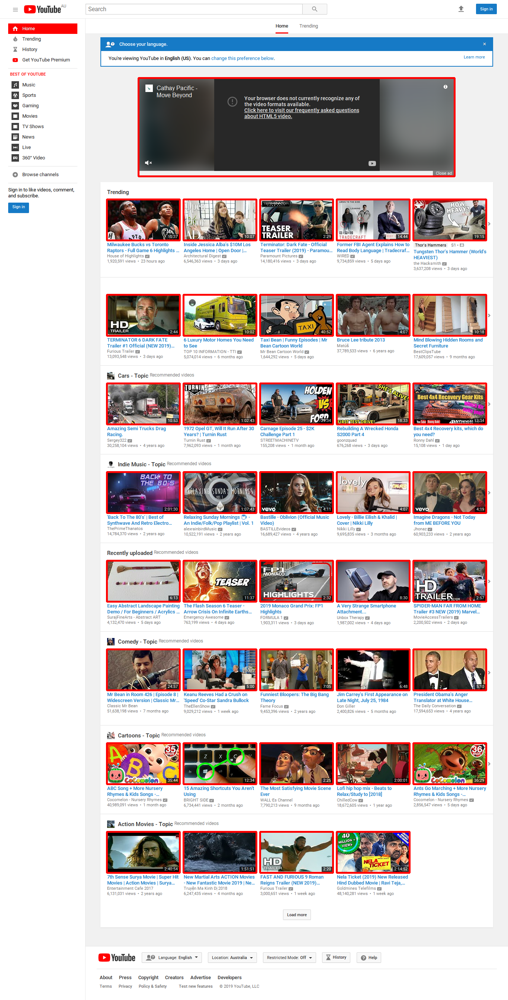 YouTube AU
Search
Sign in
Home
Trending
History
Get YouTube Premium
BEST OF YOUTUBE
Music
Sports
Gaming
Movies
TV Shows
News
Live
360° Video
Browse channels
Sign in to like videos, comment,
and subscribe.
Sign in
Home Trending
Choose your language.
You're viewing YouTube in English (US). You can change this preference below.
Learn more
Cathay Pacific -
Move Beyond
Your browser does not currently recognize any of
the video formats available.
Click here to visit our frequently asked questions
about HTML5 video.
Close ad
Trending
10:37
Milwaukee Bucks vs Toronto
Raptors - Full Game 6 Highlights ...
House of Highlights
1,920,591 views • 23 hours ago
Open
Door
AD
10:07
Inside Jessica Alba's $10M Los
Angeles Home | Open Door |...
Architectural Digest
6,546,363 views • 3 days ago
TERMINATOR
DARK FATE
TEASER
TRAILER
2:29
Terminator: Dark Fate - Official
Teaser Trailer (2019) - Paramou...
Paramount Pictures
14,180,416 views • 3 days ago
ARMS TO THE SIDE
LEANING
WIRED
TRADECRAFT
BODY L
14:44
Former FBI Agent Explains How to
Read Body Language | Tradecraf...
WIRED
9,734,859 views • 5 days ago
HOW
HEAVY?
19:15
Thor's Hammers S1 • E3
Tungsten Thor's Hammer (World's
HEAVIEST)
the Hacksmith
3,637,208 views • 3 days ago
HD
TRAILER
2:44
TERMINATOR 6 DARK FATE
Trailer #1 Official (NEW 2019)...
Furious Trailer
13,093,548 views • 3 days ago
10:02
6 Luxury Motor Homes You Need
to See
TOP 10 INFORMATION - TTI
5,074,014 views • 6 months ago
TAXI
40:52
Taxi Bean | Funny Episodes | Mr
Bean Cartoon World
Mr Bean Cartoon World
1,644,292 views • 5 days ago
4:07
Bruce Lee tribute 2013
Matúš
37,789,533 views • 6 years ago
10:18
Mind Blowing Hidden Rooms and
Secret Furniture
BestClipsTube
17,609,057 views • 9 months ago
Cars - Topic Recommended videos
10:53
Amazing Semi Trucks Drag
Racing.
Sergey322
30,258,104 views • 4 years ago
TURNIN
RUST
1:02:43
1972 Opel GT, Will It Run After 30
Years? | Turnin Rust
Turnin Rust
7,962,093 views • 1 month ago
HOLDEN
VS
FORD
29:34
Carnage Episode 25 - $2K
Challenge Part 1
STREETMACHINETV
155,208 views • 1 month ago
SHE'S ALIVE!
FIRST TEST DRIVE!
18:33
Rebuilding A Wrecked Honda
S2000 Part 4
goonzquad
676,268 views • 3 days ago
Best 4x4 Recovery Gear Kits
YouTube Ronny Dahl
13:34
Best 4x4 Recovery kits, which do
you need?
Ronny Dahl
15,108 views • 1 day ago
Indie Music - Topic Recommended videos
BACK TO
THE 80'S
2:01:30
'Back To The 80's' | Best of
Synthwave And Retro Electro...
ThePrimeThanatos
14,784,370 views • 2 years ago
RELAXING SUNDAY MORNINGS
VOL.1
1:07:43
Relaxing Sunday Mornings ☕ -
An Indie/Folk/Pop Playlist | Vol. 1
alexrainbirdMusic
10,522,191 views • 2 years ago
vevo
4:11
Bastille - Oblivion (Official Music
Video)
BASTILLEvideos
16,689,427 views • 4 years ago
lovely
4:07
Lovely - Billie Eilish & Khalid |
Cover | Nikki Lilly
Nikki Lilly
9,695,835 views • 3 months ago
vevo
4:19
Imagine Dragons - Not Today
from ME BEFORE YOU
Jhonaz
60,903,233 views • 2 years ago
Recently uploaded Recommended videos
6:13
Easy Abstract Landscape Painting
Demo / For Beginners / Acrylics ...
SurajFineArts - Abstract ART
4,132,470 views • 5 days ago
TEASER
11:37
The Flash Season 6 Teaser -
Arrow Crisis On Infinite Earths...
Emergency Awesome
763,199 views • 4 days ago
FP1
MONACO
HIGHLIGHTS
2:32
2019 Monaco Grand Prix: FP1
Highlights
FORMULA 1
1,903,311 views • 3 days ago
8:30
A Very Strange Smartphone
Attachment...
Unbox Therapy
1,987,002 views • 4 days ago
HD
TRAILER
2:57
SPIDER-MAN FAR FROM HOME
Trailer #3 NEW (2019) Marvel...
MovieAccessTrailers
2,200,502 views • 2 days ago
Comedy - Topic Recommended videos
24:57
Mr Bean in Room 426 | Episode 8 |
Widescreen Version | Classic Mr...
Classic Mr Bean
51,638,198 views • 7 months ago
5:00
Keanu Reeves Had a Crush on
'Speed' Co-Star Sandra Bullock
TheEllenShow
9,029,212 views • 1 week ago
7:05
Funniest Bloopers: The Big Bang
Theory
Fame Focus
9,453,396 views • 2 years ago
6:48
Jim Carrey's First Appearance on
Late Night, July 25, 1984
Don Giller
2,400,826 views • 5 months ago
5:10
President Obama's Anger
Translator at White House...
The Daily Conversation
17,594,653 views • 4 years ago
Cartoons - Topic Recommended videos
35
min
A B C
CoComelon
35:44
ABC Song + More Nursery
Rhymes & Kids Songs -...
Cocomelon - Nursery Rhymes
40,989,091 views • 1 month ago
Z X C V
fn alt
12:34
15 Amazing Shortcuts You Aren't
Using
BRIGHT SIDE
6,734,441 views • 2 months ago
2:25
The Most Satisfying Movie Scene
Ever
WALL·Es Channel
7,790,213 views • 9 months ago
2:00:01
Lofi hip hop mix - Beats to
Relax/Study to [2018]
ChilledCow
18,672,605 views • 1 year ago
36
min
CoComelon
36:29
Ants Go Marching + More Nursery
Rhymes & Kids Songs -...
Cocomelon - Nursery Rhymes
2,856,547 views • 5 days ago
Action Movies - Topic Recommended videos
2:40:54
7th Sense Surya Movie | Super Hit
Movies | Action Movies | Surya...
Entertainment Cafe 2017
6,131,031 views • 2 years ago
1:51:51
New Martial Arts ACTION Movies
- New Fantastic Movie 2019 | Ne...
Truyện Ma Kinh Dị 2018
6,247,435 views • 4 months ago
HD
TRAILER
2:20
FAST AND FURIOUS 9 Roman
Reigns Trailer (NEW 2019)...
Furious Trailer
3,000,651 views • 1 week ago
40
MILLION +
VIEWS
NELA
TICKET
2:14:52
Nela Ticket (2019) New Released
Hind Dubbed Movie | Ravi Teja,...
Goldmines Telefilms
48,140,281 views • 1 week ago
Load more
YouTube
Language: English
Location: Australia
Restricted Mode: Off
History
Help
About Press Copyright Creators Advertise Developers
Terms Privacy Policy & Safety Test new features © 2019 YouTube, LLC